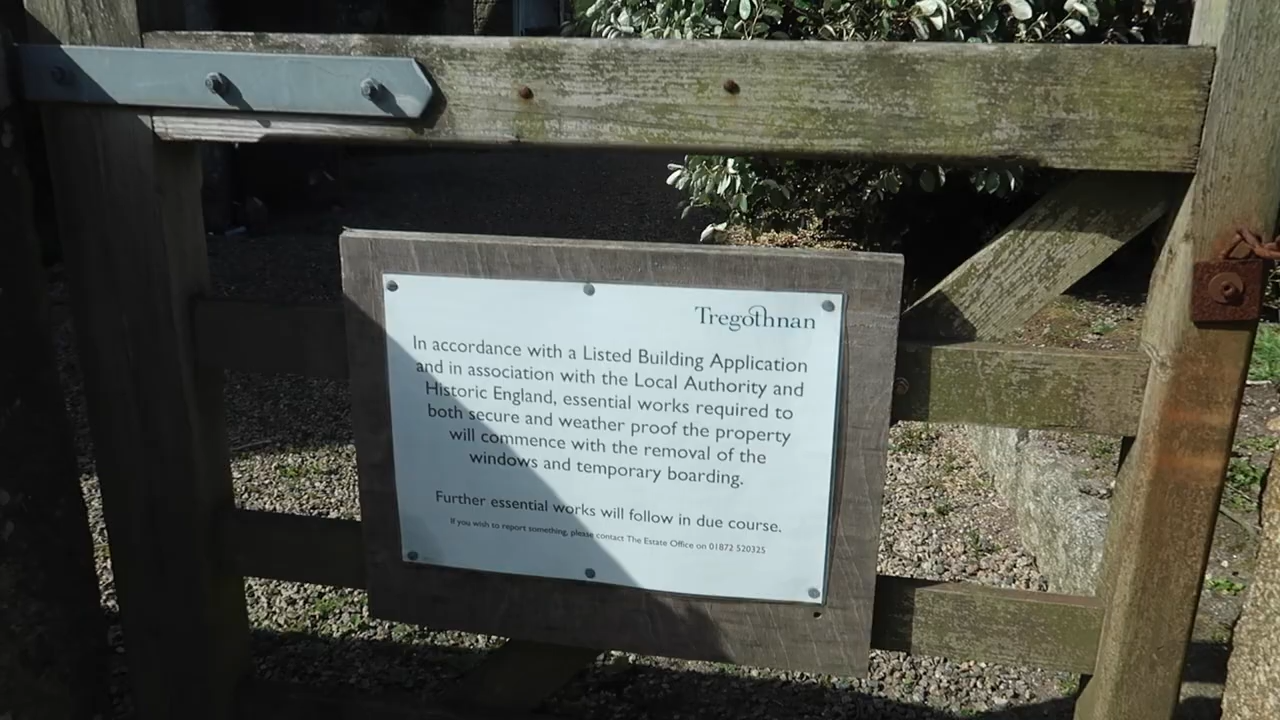 Tregothnan
In accordance with a Listed Building Application
and in association with the Local Authority and
Historic England, essential works required to
both secure and weather proof the property
will commence with the removal of the
windows and temporary boarding.
Further essential works will follow in due course.
If you wish to report something, please contact The Estate Office on 01872 520325